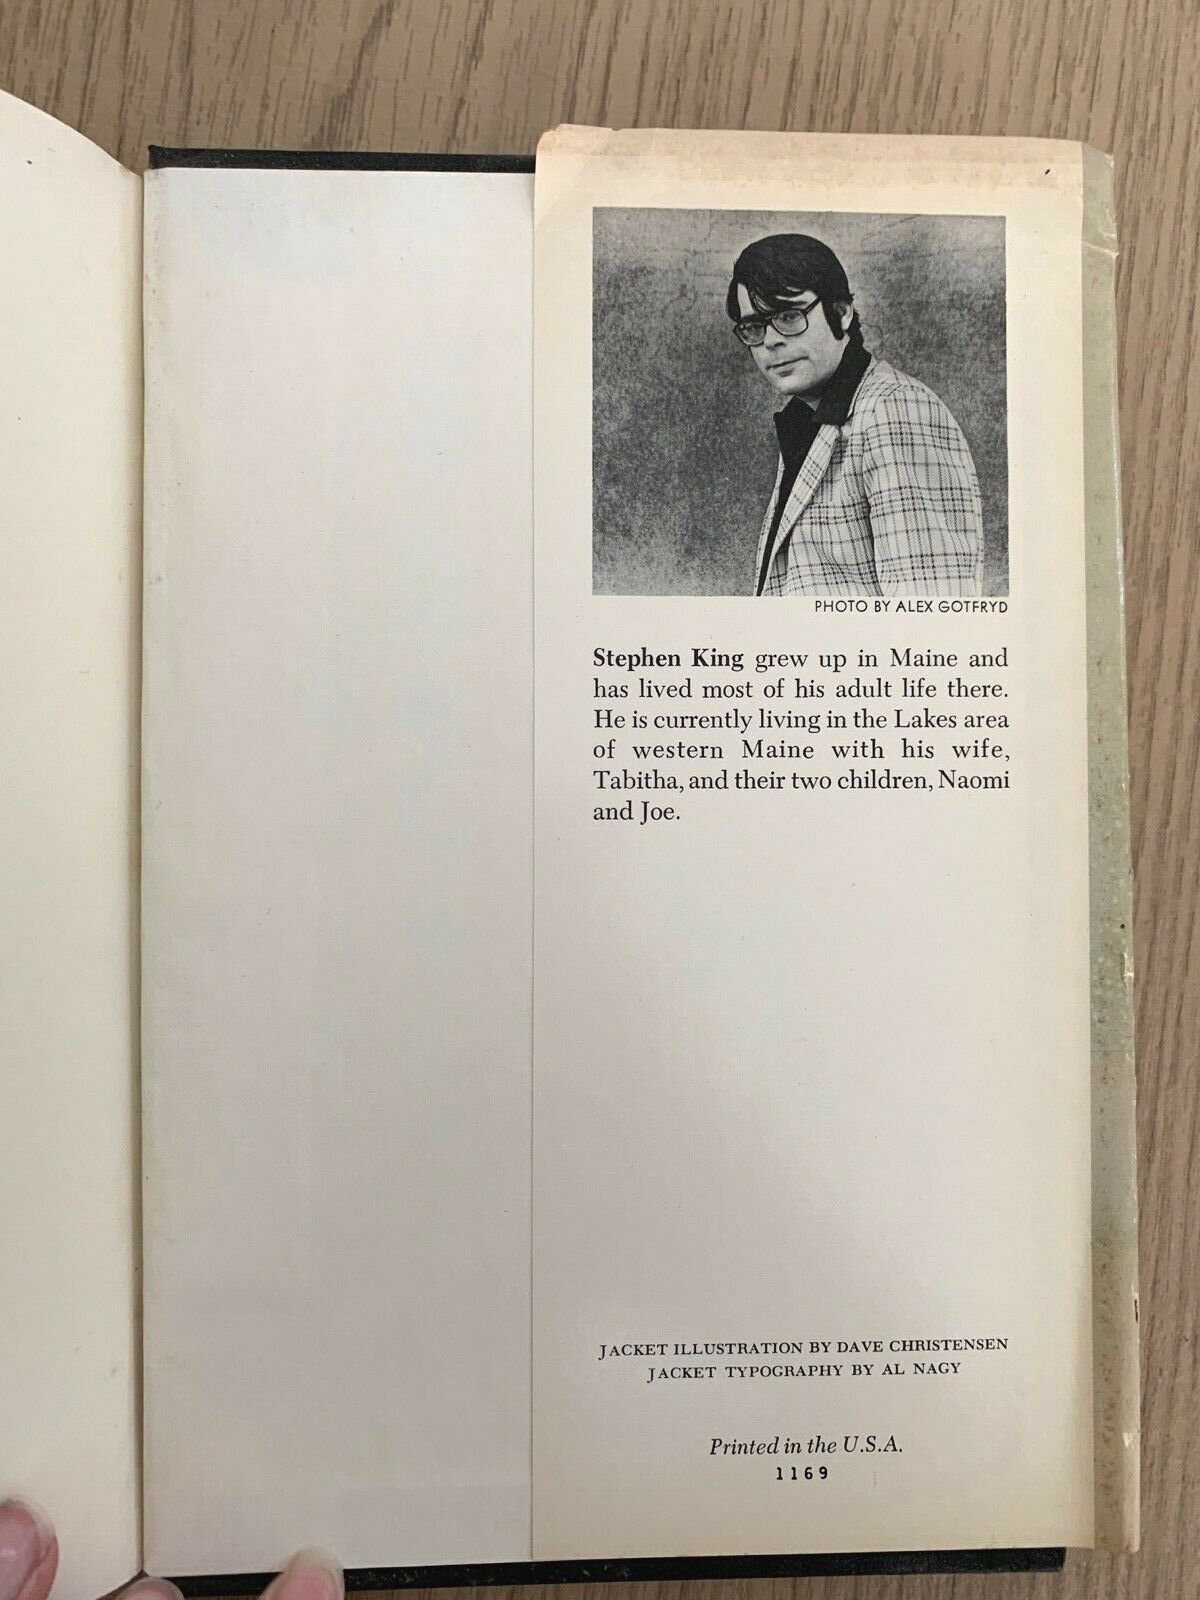 PHOTO BY ALEX GOTFRYD
Stephen King grew up in Maine and
has lived most of his adult life there.
He is currently living in the Lakes area
of western Maine with his wife,
Tabitha, and their two children, Naomi
and Joe.
JACKET ILLUSTRATION BY DAVE CHRISTENSEN
JACKET TYPOGRAPHY BY AL NAGY
Printed in the U.S.A.
1169